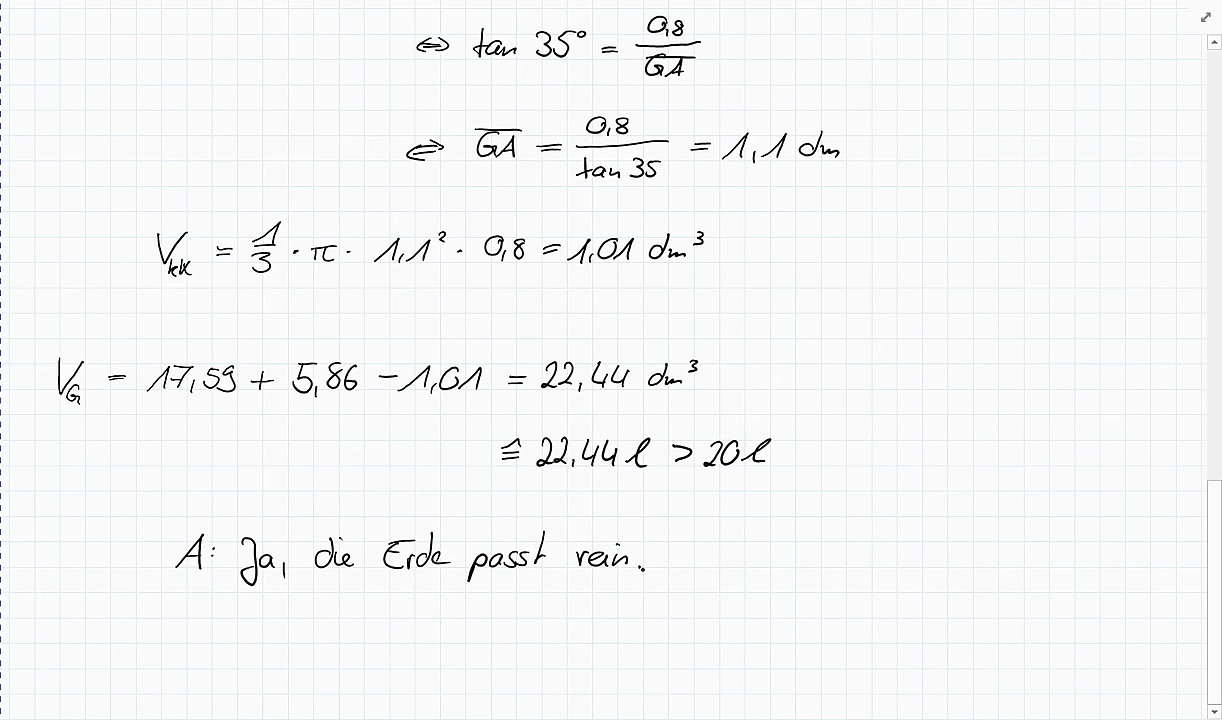 ⇔ tan 35° = 0,8 / G̅A̅
⇔ G̅A̅ = 0,8 / tan 35 = 1,1 dm
V_kK = 1/3 · π · 1,1² · 0,8 = 1,01 dm³
V_G = 17,59 + 5,86 − 1,01 = 22,44 dm³
≙ 22,44 l > 20 l
A: Ja, die Erde passt rein.